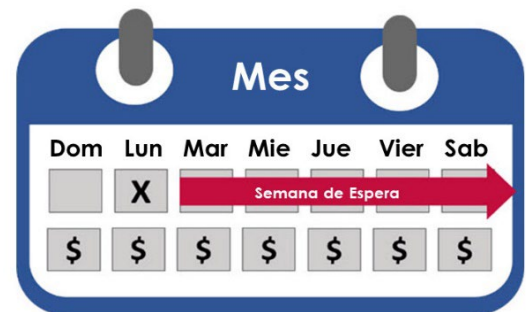 Mes
Dom Lun Mar Mie Jue Vier Sab
X Semana de Espera
$ $ $ $ $ $ $